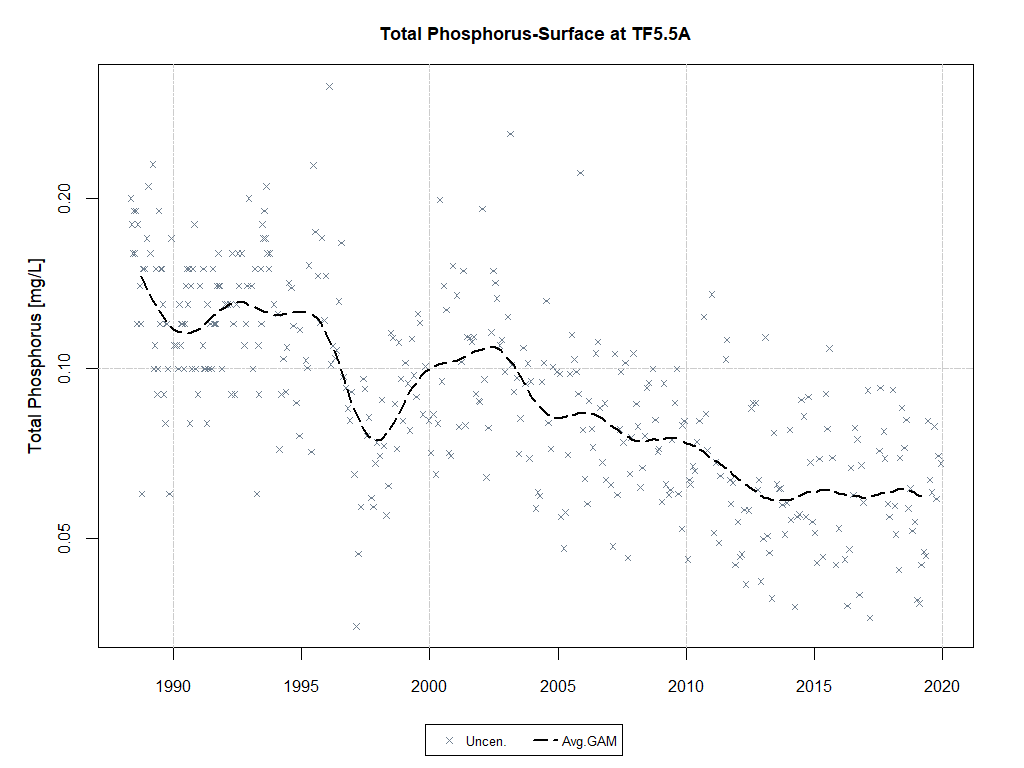 Total Phosphorus-Surface at TF5.5A
Total Phosphorus [mg/L]
0.20
0.10
0.05
1990 1995 2000 2005 2010 2015 2020
Uncen. Avg.GAM